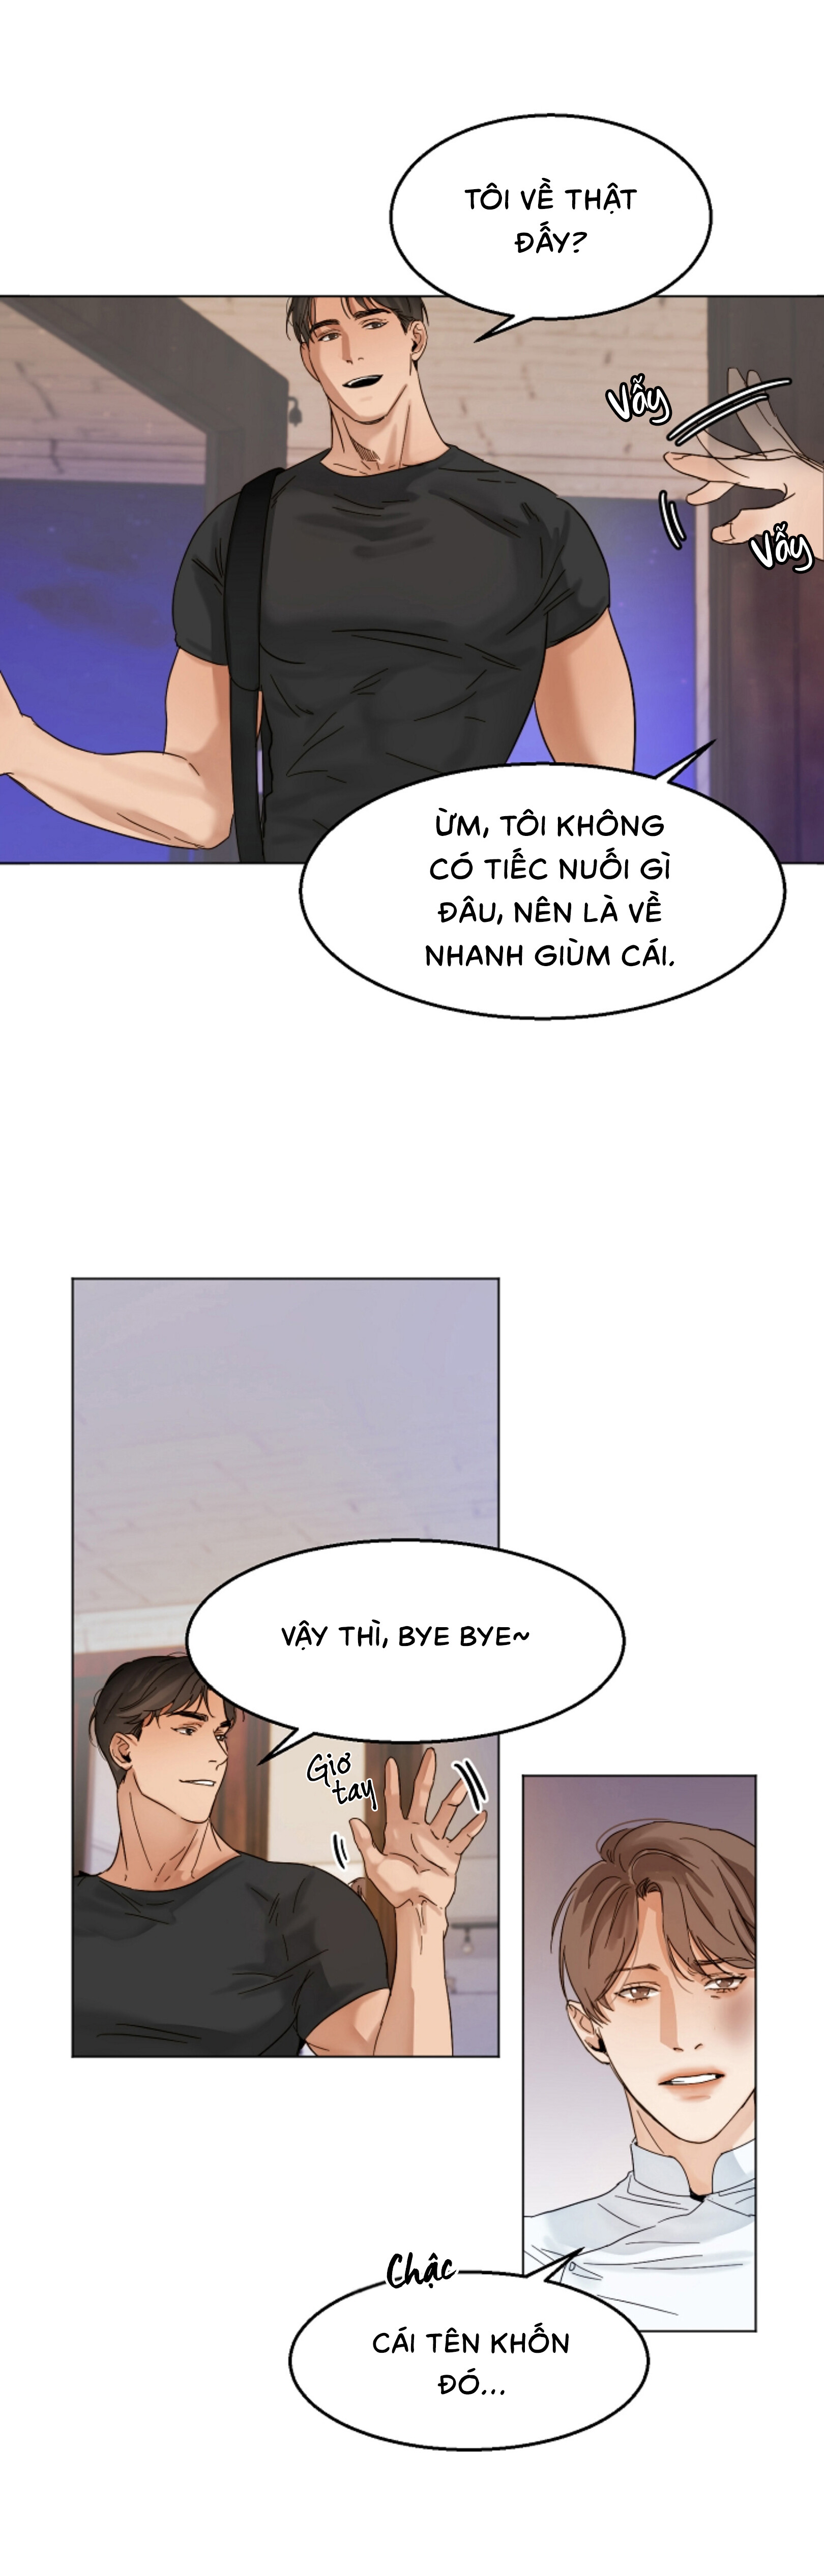 TÔI VỀ THẬT
ĐẤY?
Vẫy
Vẫy
ỪM, TÔI KHÔNG
CÓ TIẾC NUỐI GÌ
ĐÂU, NÊN LÀ VỀ
NHANH GIÙM CÁI.
VẬY THÌ, BYE BYE~
Giơ
tay
Chậc
CÁI TÊN KHỐN
ĐÓ...